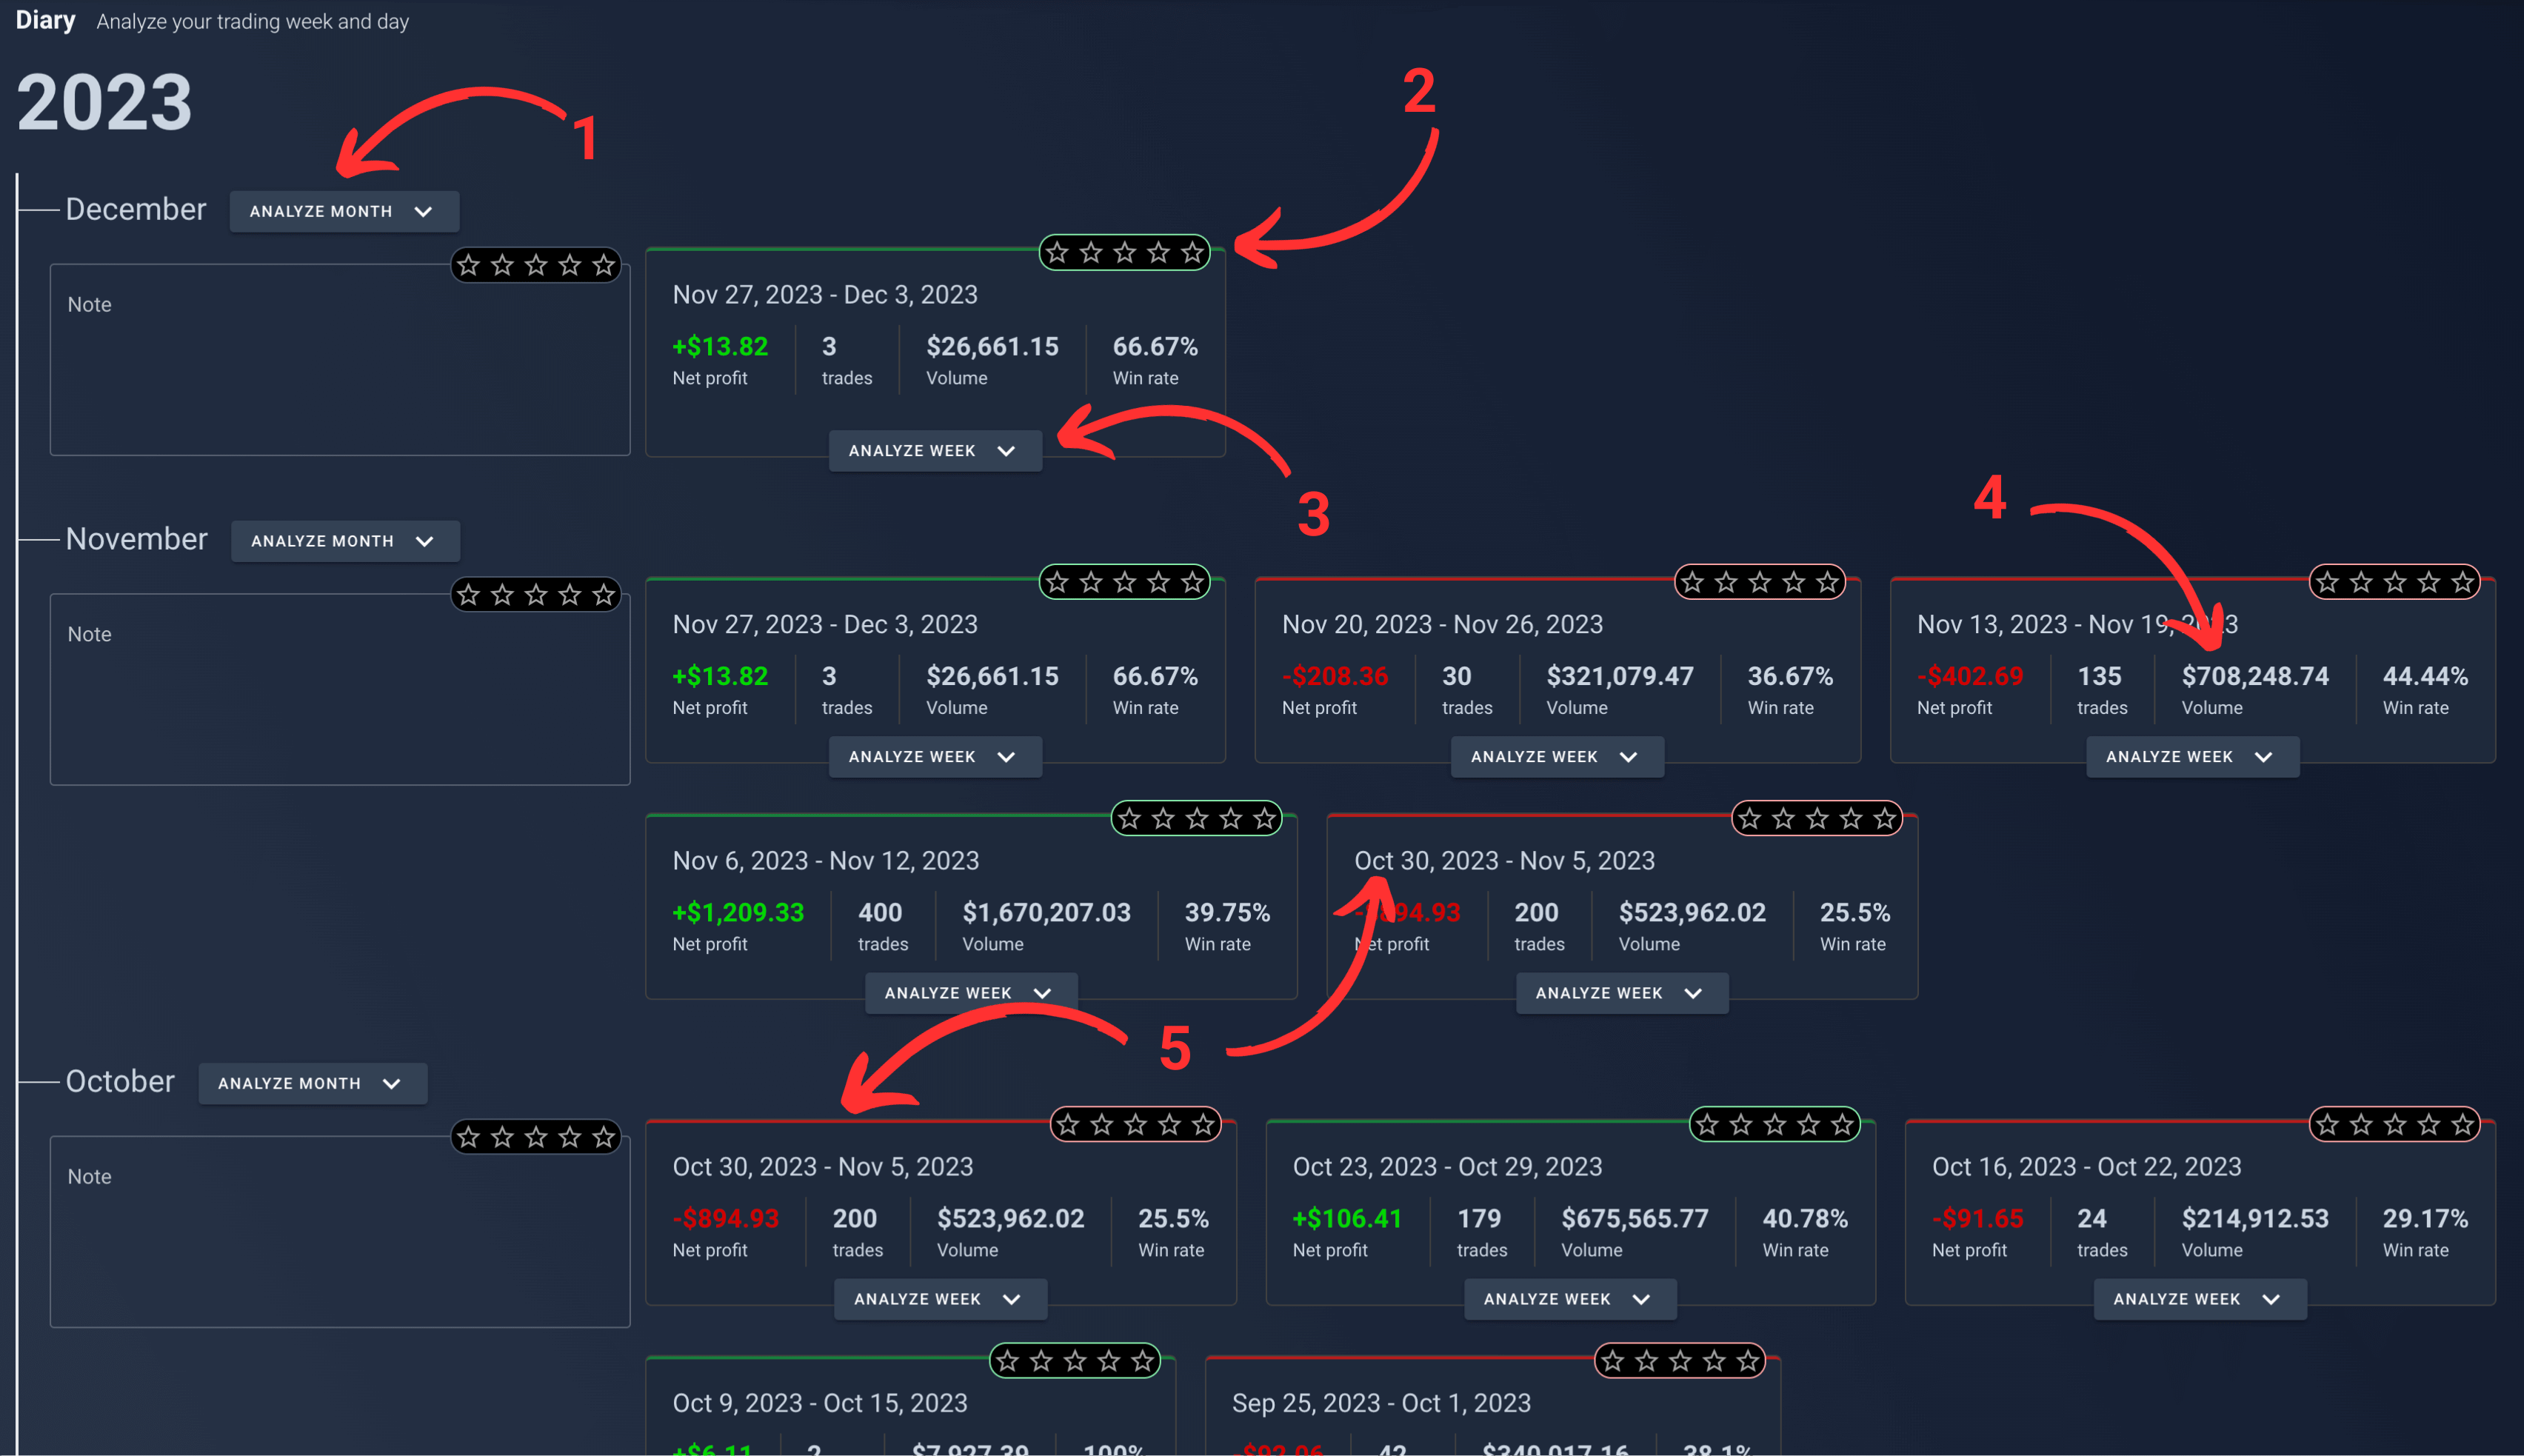 Diary Analyze your trading week and day
2023
1
2
December ANALYZE MONTH
Note
Nov 27, 2023 - Dec 3, 2023
+$13.82 3 $26,661.15 66.67%
Net profit trades Volume Win rate
ANALYZE WEEK
3
4
November ANALYZE MONTH
Note
Nov 27, 2023 - Dec 3, 2023
+$13.82 3 $26,661.15 66.67%
Net profit trades Volume Win rate
ANALYZE WEEK
Nov 20, 2023 - Nov 26, 2023
-$208.36 30 $321,079.47 36.67%
Net profit trades Volume Win rate
ANALYZE WEEK
Nov 13, 2023 - Nov 19, 2023
-$402.69 135 $708,248.74 44.44%
Net profit trades Volume Win rate
ANALYZE WEEK
Nov 6, 2023 - Nov 12, 2023
+$1,209.33 400 $1,670,207.03 39.75%
Net profit trades Volume Win rate
ANALYZE WEEK
Oct 30, 2023 - Nov 5, 2023
-$894.93 200 $523,962.02 25.5%
Net profit trades Volume Win rate
ANALYZE WEEK
5
October ANALYZE MONTH
Note
Oct 30, 2023 - Nov 5, 2023
-$894.93 200 $523,962.02 25.5%
Net profit trades Volume Win rate
ANALYZE WEEK
Oct 23, 2023 - Oct 29, 2023
+$106.41 179 $675,565.77 40.78%
Net profit trades Volume Win rate
ANALYZE WEEK
Oct 16, 2023 - Oct 22, 2023
-$91.65 24 $214,912.53 29.17%
Net profit trades Volume Win rate
ANALYZE WEEK
Oct 9, 2023 - Oct 15, 2023
+$6.11 2 $7,927.39 100%
Sep 25, 2023 - Oct 1, 2023
-$92.06 42 $340,017.16 38.1%